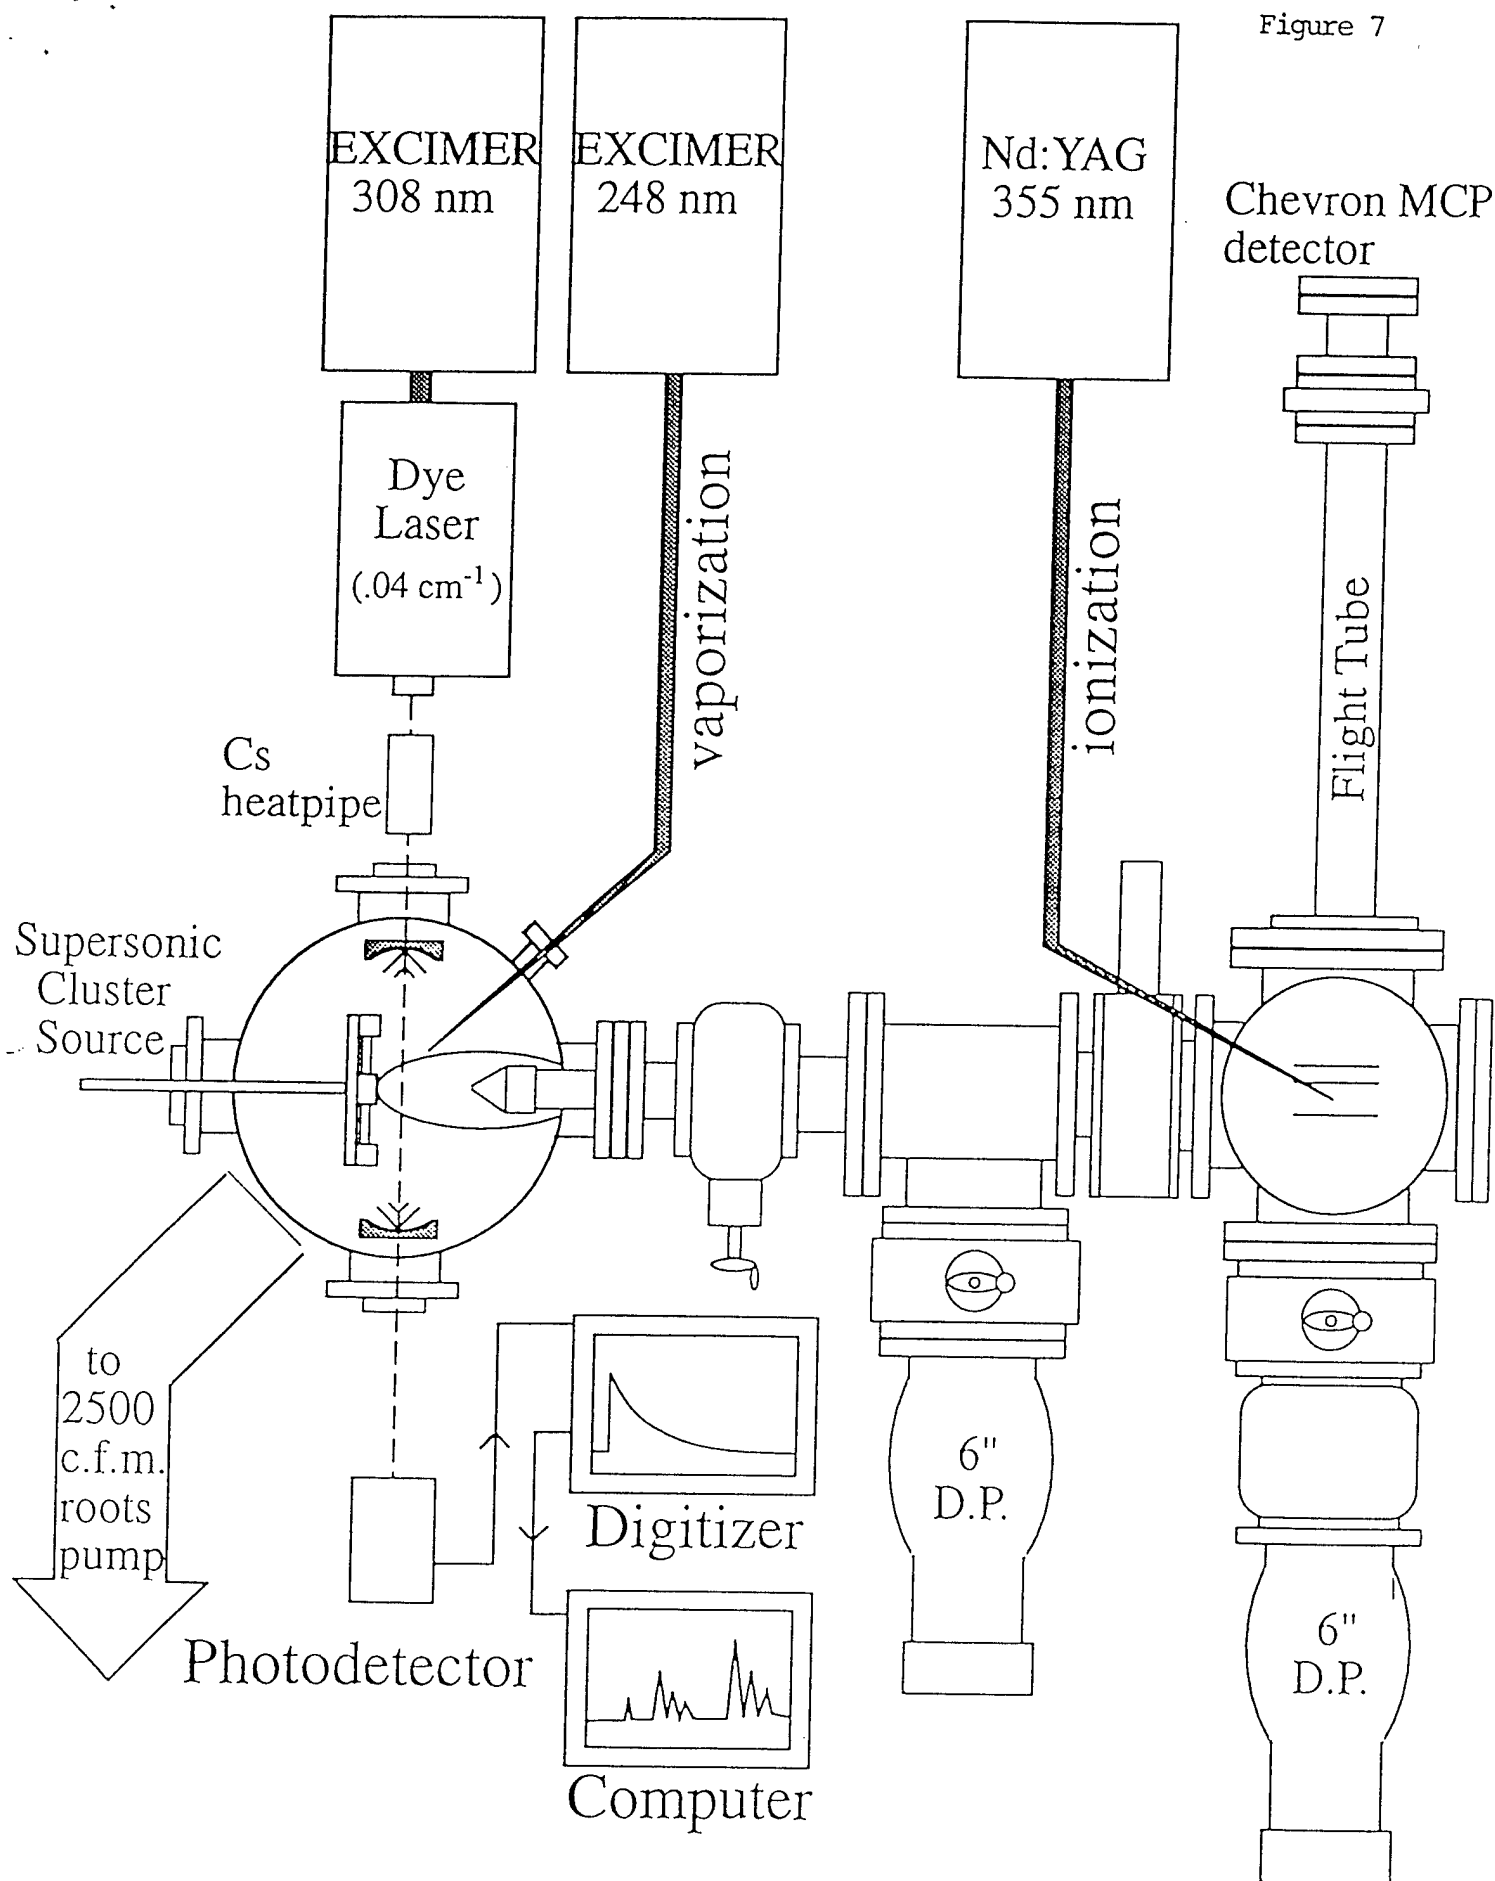 Figure 7
EXCIMER
308 nm
EXCIMER
248 nm
Nd:YAG
355 nm
Chevron MCP
detector
Dye
Laser
(.04 cm⁻¹)
vaporization
ionization
Flight Tube
Cs
heatpipe
Supersonic
Cluster
Source
to
2500
c.f.m.
roots
pump
Digitizer
6"
D.P.
Photodetector
6"
D.P.
Computer